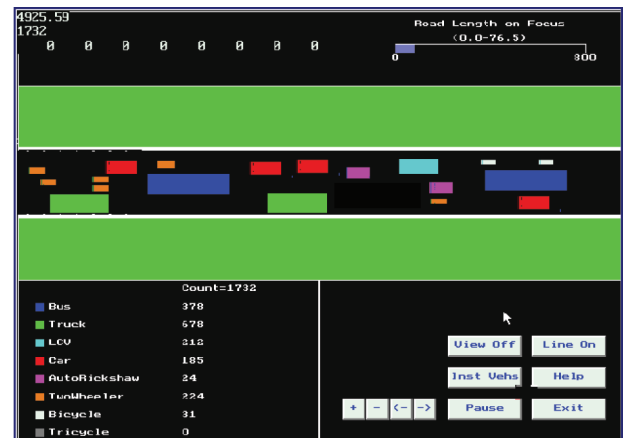 4925.59
1732
0 0 0 0 0 0 0 0
Road Length on Focus
(0.0-76.5)
0 800
Count=1732
Bus 378
Truck 678
LCV 212
Car 185
AutoRickshaw 24
TwoWheeler 224
Bicycle 31
Tricycle 0
View Off Line On
Inst Vehs Help
+ - <- -> Pause Exit